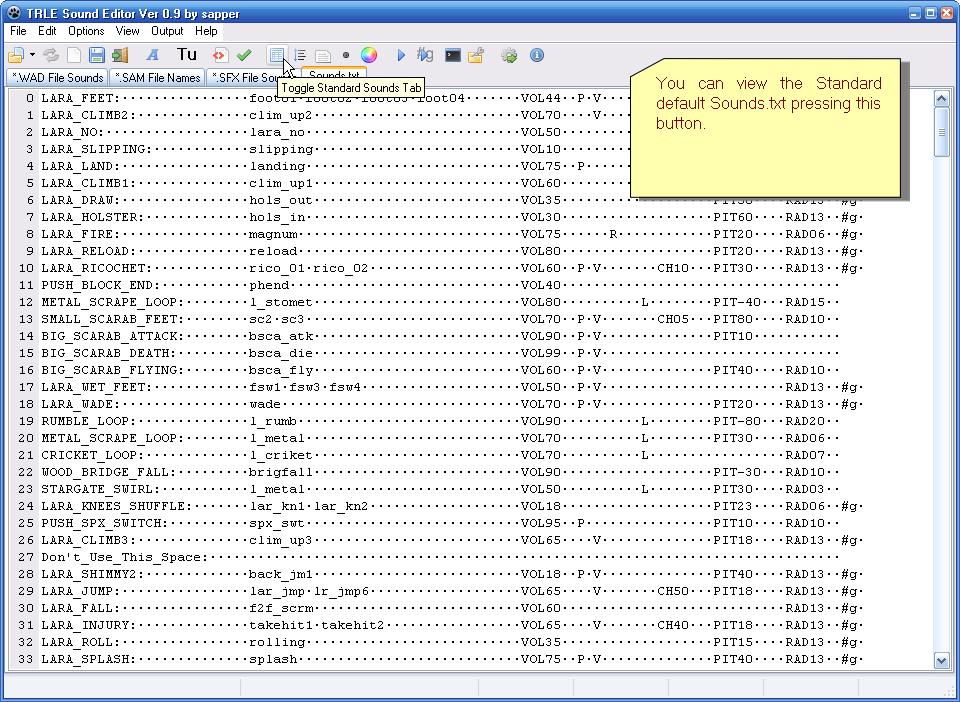 TRLE Sound Editor Ver 0.9 by sapper
File Edit Options View Output Help
Tu
*.WAD File Sounds *.SAM File Names *.SFX File Sounds Sounds.txt
Toggle Standard Sounds Tab
You can view the Standard
default Sounds.txt pressing this
button.
0 LARA_FEET:·············foot01·foot02·foot03·foot04·······VOL44··P·V
1 LARA_CLIMB2:···········clim_up2··························VOL70····V
2 LARA_NO:···············lara_no···························VOL50
3 LARA_SLIPPING:·········slipping··························VOL10
4 LARA_LAND:·············landing···························VOL75··P
5 LARA_CLIMB1:···········clim_up1··························VOL60
6 LARA_DRAW:·············hols_out··························VOL35··············PIT50····RAD13··#g·
7 LARA_HOLSTER:··········hols_in···························VOL30··············PIT60····RAD13··#g·
8 LARA_FIRE:·············magnum····························VOL75······R·······PIT20····RAD06··#g·
9 LARA_RELOAD:···········reload····························VOL80··············PIT20····RAD13··#g·
10 LARA_RICOCHET:·········rico_01·rico_02···················VOL60··P·V·······CH10···PIT30····RAD13··#g·
11 PUSH_BLOCK_END:········phend·····························VOL40··············
12 METAL_SCRAPE_LOOP:·····l_stomet··························VOL80··········L········PIT-40···RAD15··
13 SMALL_SCARAB_FEET:·····sc2·sc3···························VOL70··P·V·······CH05···PIT80····RAD10··
14 BIG_SCARAB_ATTACK:·····bsca_atk··························VOL90··P·V··············PIT10····
15 BIG_SCARAB_DEATH:······bsca_die··························VOL99··P·V··············
16 BIG_SCARAB_FLYING:·····bsca_fly··························VOL60··P·V··············PIT40····RAD10··
17 LARA_WET_FEET:·········fsw1·fsw3·fsw4····················VOL50··P·V··············RAD13··#g·
18 LARA_WADE:·············wade······························VOL70··P·V··············PIT20····RAD13··#g·
19 RUMBLE_LOOP:···········l_rumb····························VOL90··········L········PIT-80···RAD20··
20 METAL_SCRAPE_LOOP:·····l_metal···························VOL70··········L········PIT30····RAD06··
21 CRICKET_LOOP:··········l_criket··························VOL70··········L········RAD07··
22 WOOD_BRIDGE_FALL:······brigfall··························VOL90··············PIT-30···RAD10··
23 STARGATE_SWIRL:········l_metal···························VOL50··········L········PIT30····RAD03··
24 LARA_KNEES_SHUFFLE:····lar_kn1·lar_kn2···················VOL18··············PIT23····RAD06··#g·
25 PUSH_SPX_SWITCH:·······spx_swt···························VOL95··P···········PIT10····RAD10··
26 LARA_CLIMB3:···········clim_up3··························VOL65····V·········PIT18····RAD13··#g·
27 Don't_Use_This_Space:··············
28 LARA_SHIMMY2:··········back_jm1··························VOL18··P·V··············PIT40····RAD13··#g·
29 LARA_JUMP:·············lar_jmp·lr_jmp6···················VOL65····V·······CH50···PIT18····RAD13··#g·
30 LARA_FALL:·············f2f_scrm··························VOL60··············RAD13··#g·
31 LARA_INJURY:···········takehit1·takehit2·················VOL65····V·······CH40···PIT18····RAD13··#g·
32 LARA_ROLL:·············rolling···························VOL35··············PIT15····RAD13··#g·
33 LARA_SPLASH:···········splash····························VOL75··P·V··············PIT40····RAD13··#g·